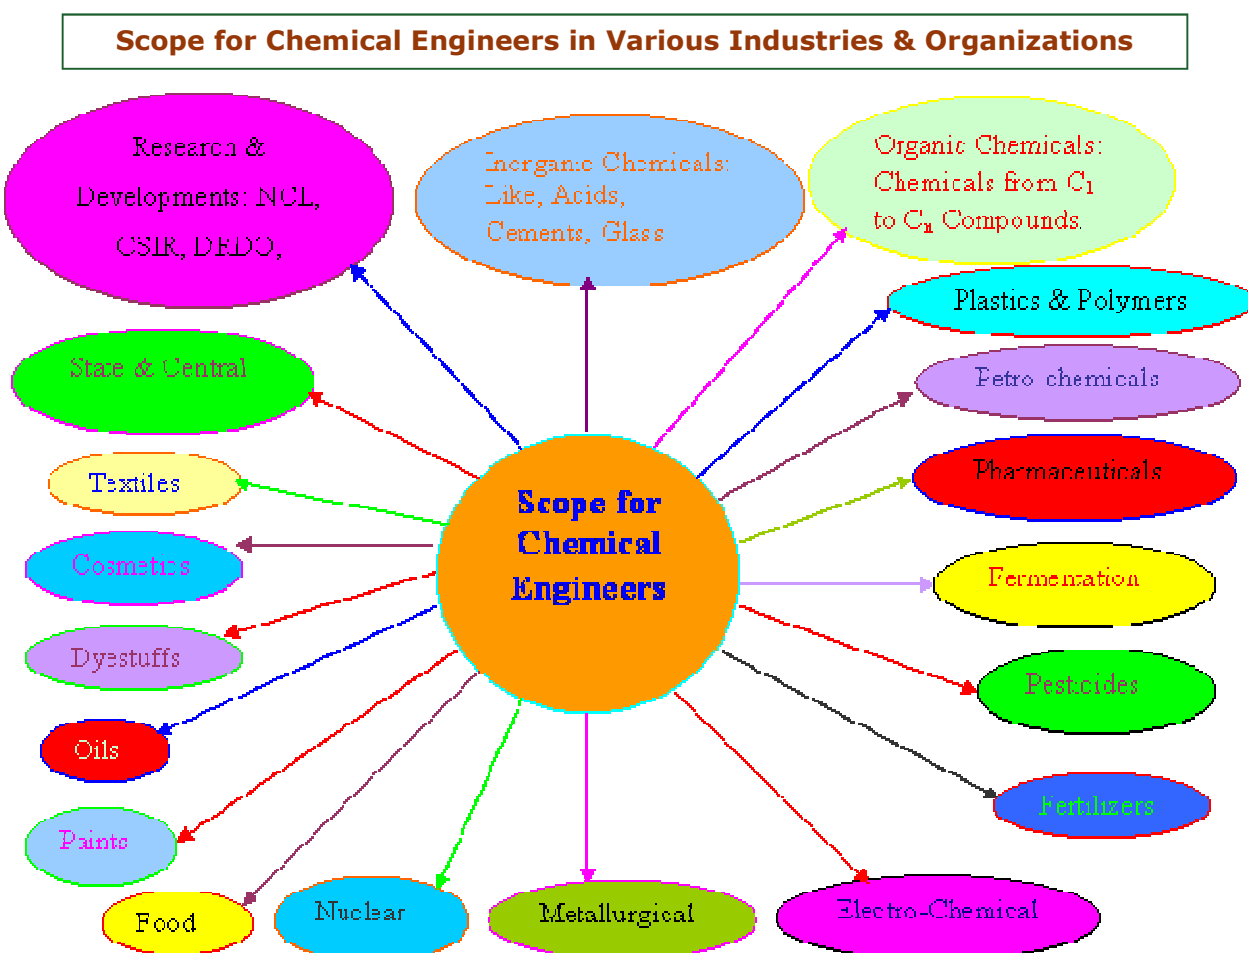 Scope for Chemical Engineers in Various Industries & Organizations
Research &
Developments: NCL,
CSIR, DRDO,
Inorganic Chemicals:
Like, Acids,
Cements, Glass
Organic Chemicals:
Chemicals from C1
to Cn Compounds.
Plastics & Polymers
State & Central
Petro chemicals
Textiles
Pharmaceuticals
Scope for
Chemical
Engineers
Cosmetics
Fermentation
Dyestuffs
Pesticides
Oils
Fertilizers
Paints
Food
Nuclear
Metallurgical
Electro-Chemical